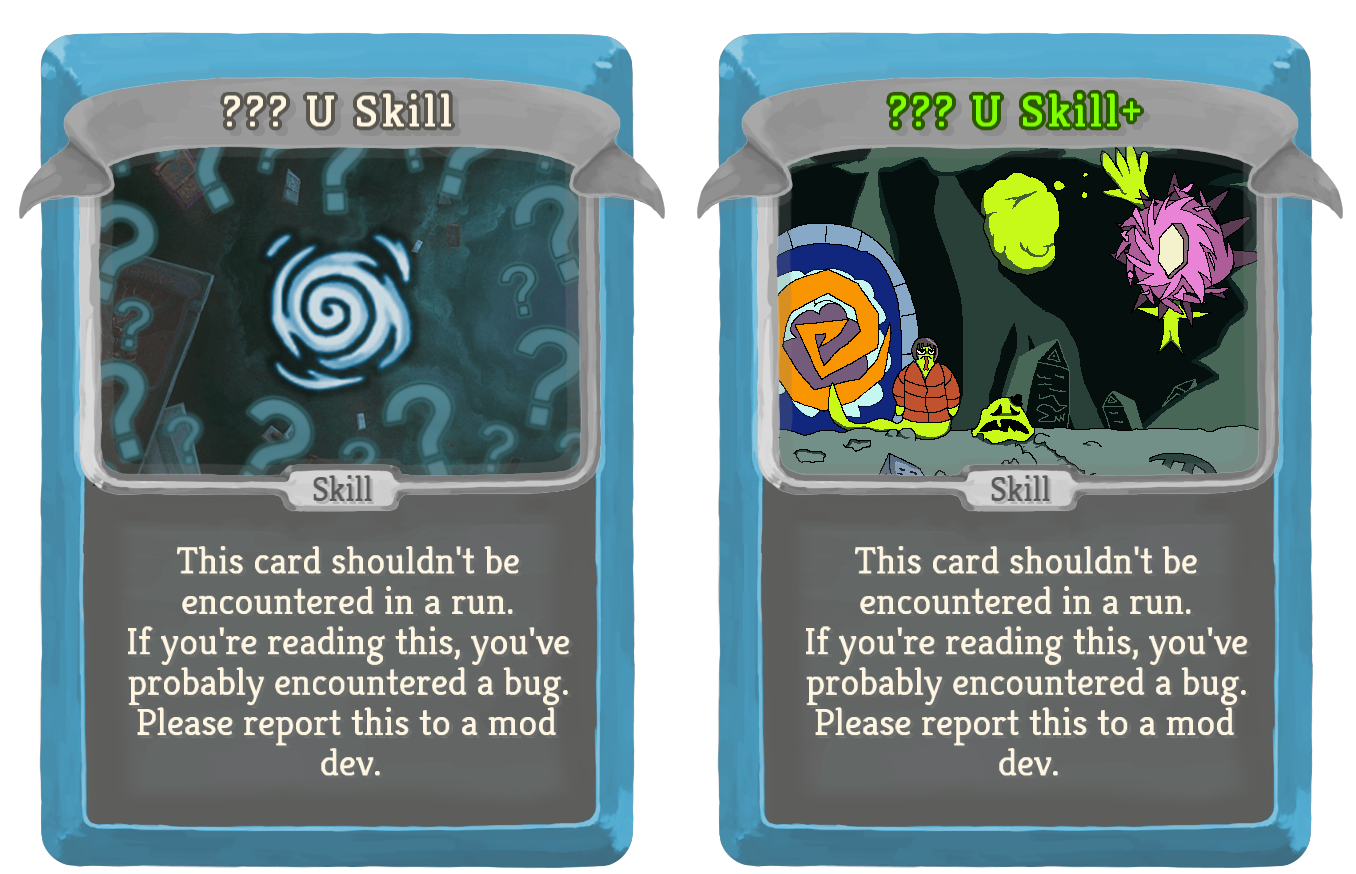 ??? U Skill
Skill
This card shouldn't be
encountered in a run.
If you're reading this, you've
probably encountered a bug.
Please report this to a mod
dev.
??? U Skill+
Skill
This card shouldn't be
encountered in a run.
If you're reading this, you've
probably encountered a bug.
Please report this to a mod
dev.